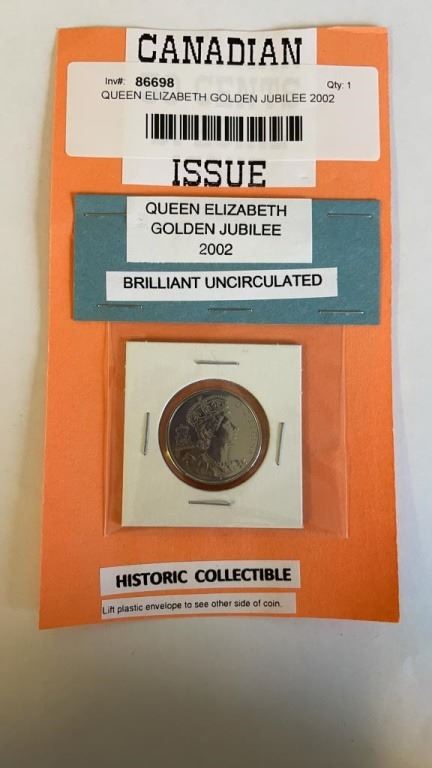 CANADIAN
Inv#: 86698 Qty: 1
QUEEN ELIZABETH GOLDEN JUBILEE 2002
ISSUE
QUEEN ELIZABETH
GOLDEN JUBILEE
2002
BRILLIANT UNCIRCULATED
HISTORIC COLLECTIBLE
Lift plastic envelope to see other side of coin.